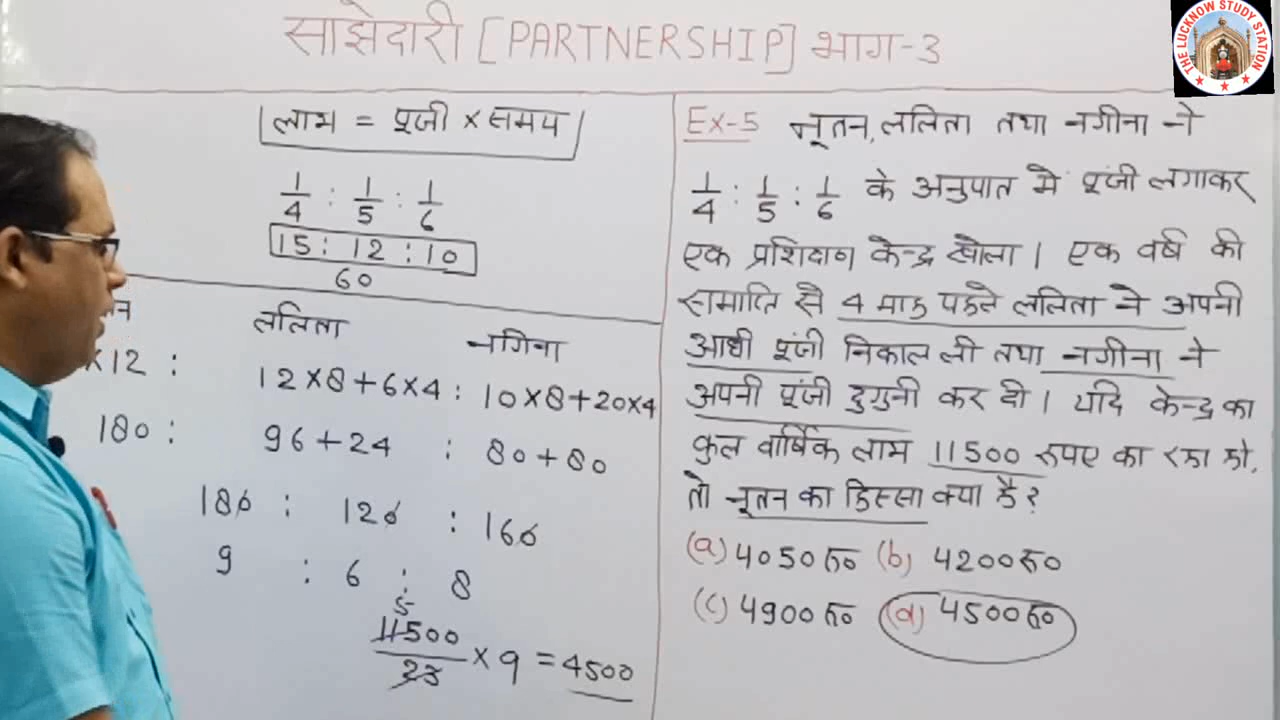 साझेदारी [PARTNERSHIP] भाग-3
THE LUCKNOW STUDY STATION
लाभ = पूंजी × समय
1/4 : 1/5 : 1/6
15 : 12 : 10
60
न ललिता नगिना
×12 : 12×8+6×4 : 10×8+20×4
180 : 96+24 : 80+80
180 : 120 : 160
9 : 6 : 8
5
11500/23 × 9 = 4500
Ex-5 नूतन, ललिता तथा नगीना ने
1/4 : 1/5 : 1/6 के अनुपात मे पूंजी लगाकर
एक प्रशिक्षण केन्द्र खोला। एक वर्ष की
समाप्ति से 4 माह पहले ललिता ने अपनी
आधी पूंजी निकाल ली तथा नगीना ने
अपनी पूंजी दुगुनी कर दी। यदि केन्द्र का
कुल वार्षिक लाभ 11500 रूपए का रहा हो,
तो नूतन का हिस्सा क्या है?
(a) 4050रू० (b) 4200रू०
(c) 4900रू० (d) 4500रू०